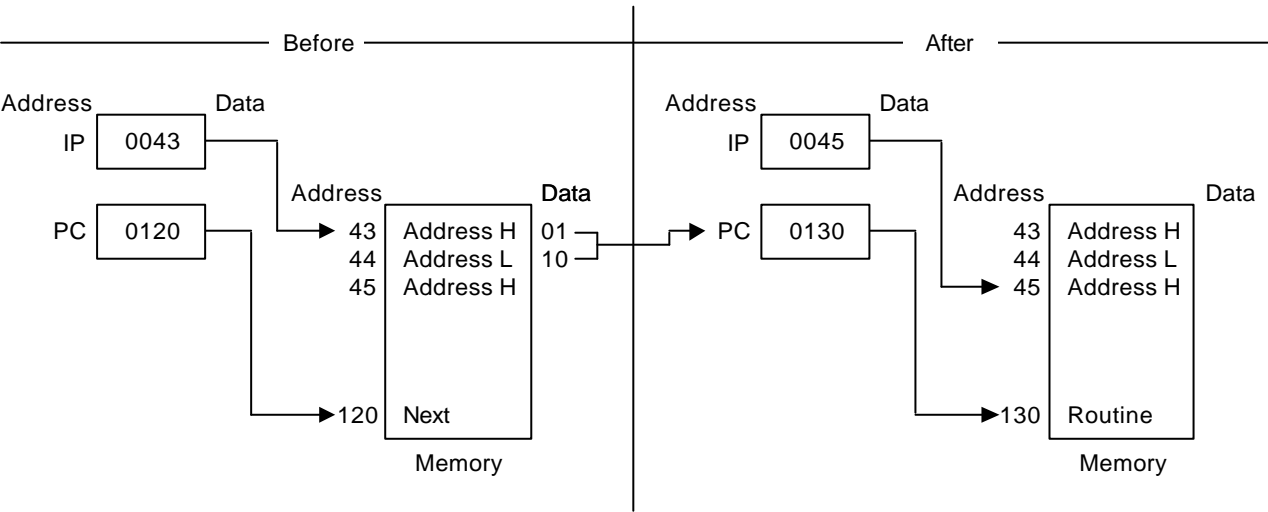 Before
Address Data
IP 0043
Address Data
PC 0120
43 Address H 01
44 Address L 10
45 Address H
120 Next
Memory
After
Address Data
IP 0045
Address Data
PC 0130
43 Address H
44 Address L
45 Address H
130 Routine
Memory